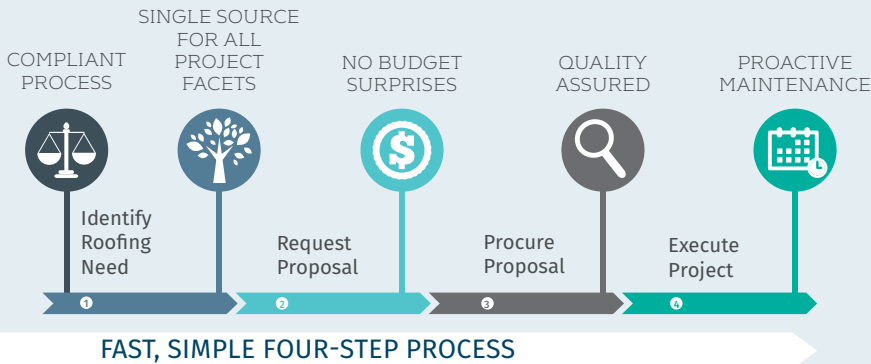 COMPLIANT
PROCESS
SINGLE SOURCE
FOR ALL
PROJECT
FACETS
NO BUDGET
SURPRISES
QUALITY
ASSURED
PROACTIVE
MAINTENANCE
$
Identify
Roofing
Need
Request
Proposal
Procure
Proposal
Execute
Project
1
2
3
4
FAST, SIMPLE FOUR-STEP PROCESS